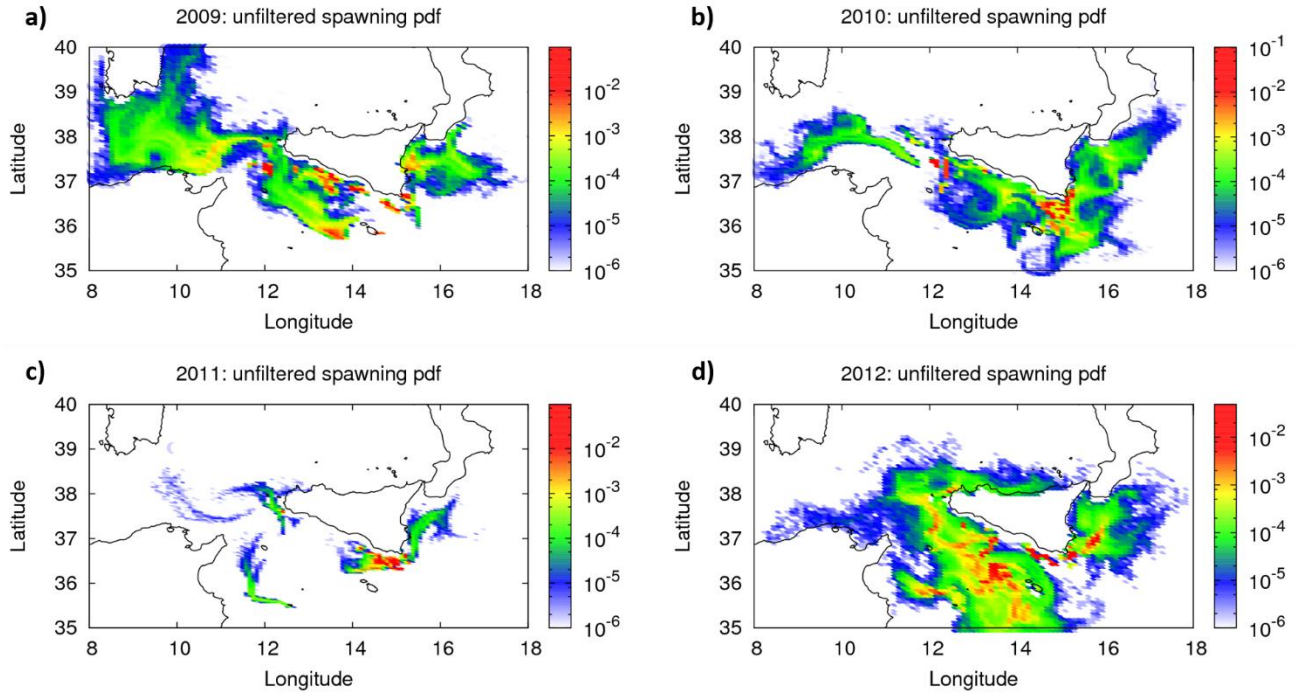 a) 2009: unfiltered spawning pdf
40
39
38
37
36
35
Latitude
8 10 12 14 16 18
Longitude
10^-2
10^-3
10^-4
10^-5
10^-6
b) 2010: unfiltered spawning pdf
40
39
38
37
36
35
Latitude
8 10 12 14 16 18
Longitude
10^-1
10^-2
10^-3
10^-4
10^-5
10^-6
c) 2011: unfiltered spawning pdf
40
39
38
37
36
35
Latitude
8 10 12 14 16 18
Longitude
10^-2
10^-3
10^-4
10^-5
10^-6
d) 2012: unfiltered spawning pdf
40
39
38
37
36
35
Latitude
8 10 12 14 16 18
Longitude
10^-2
10^-3
10^-4
10^-5
10^-6